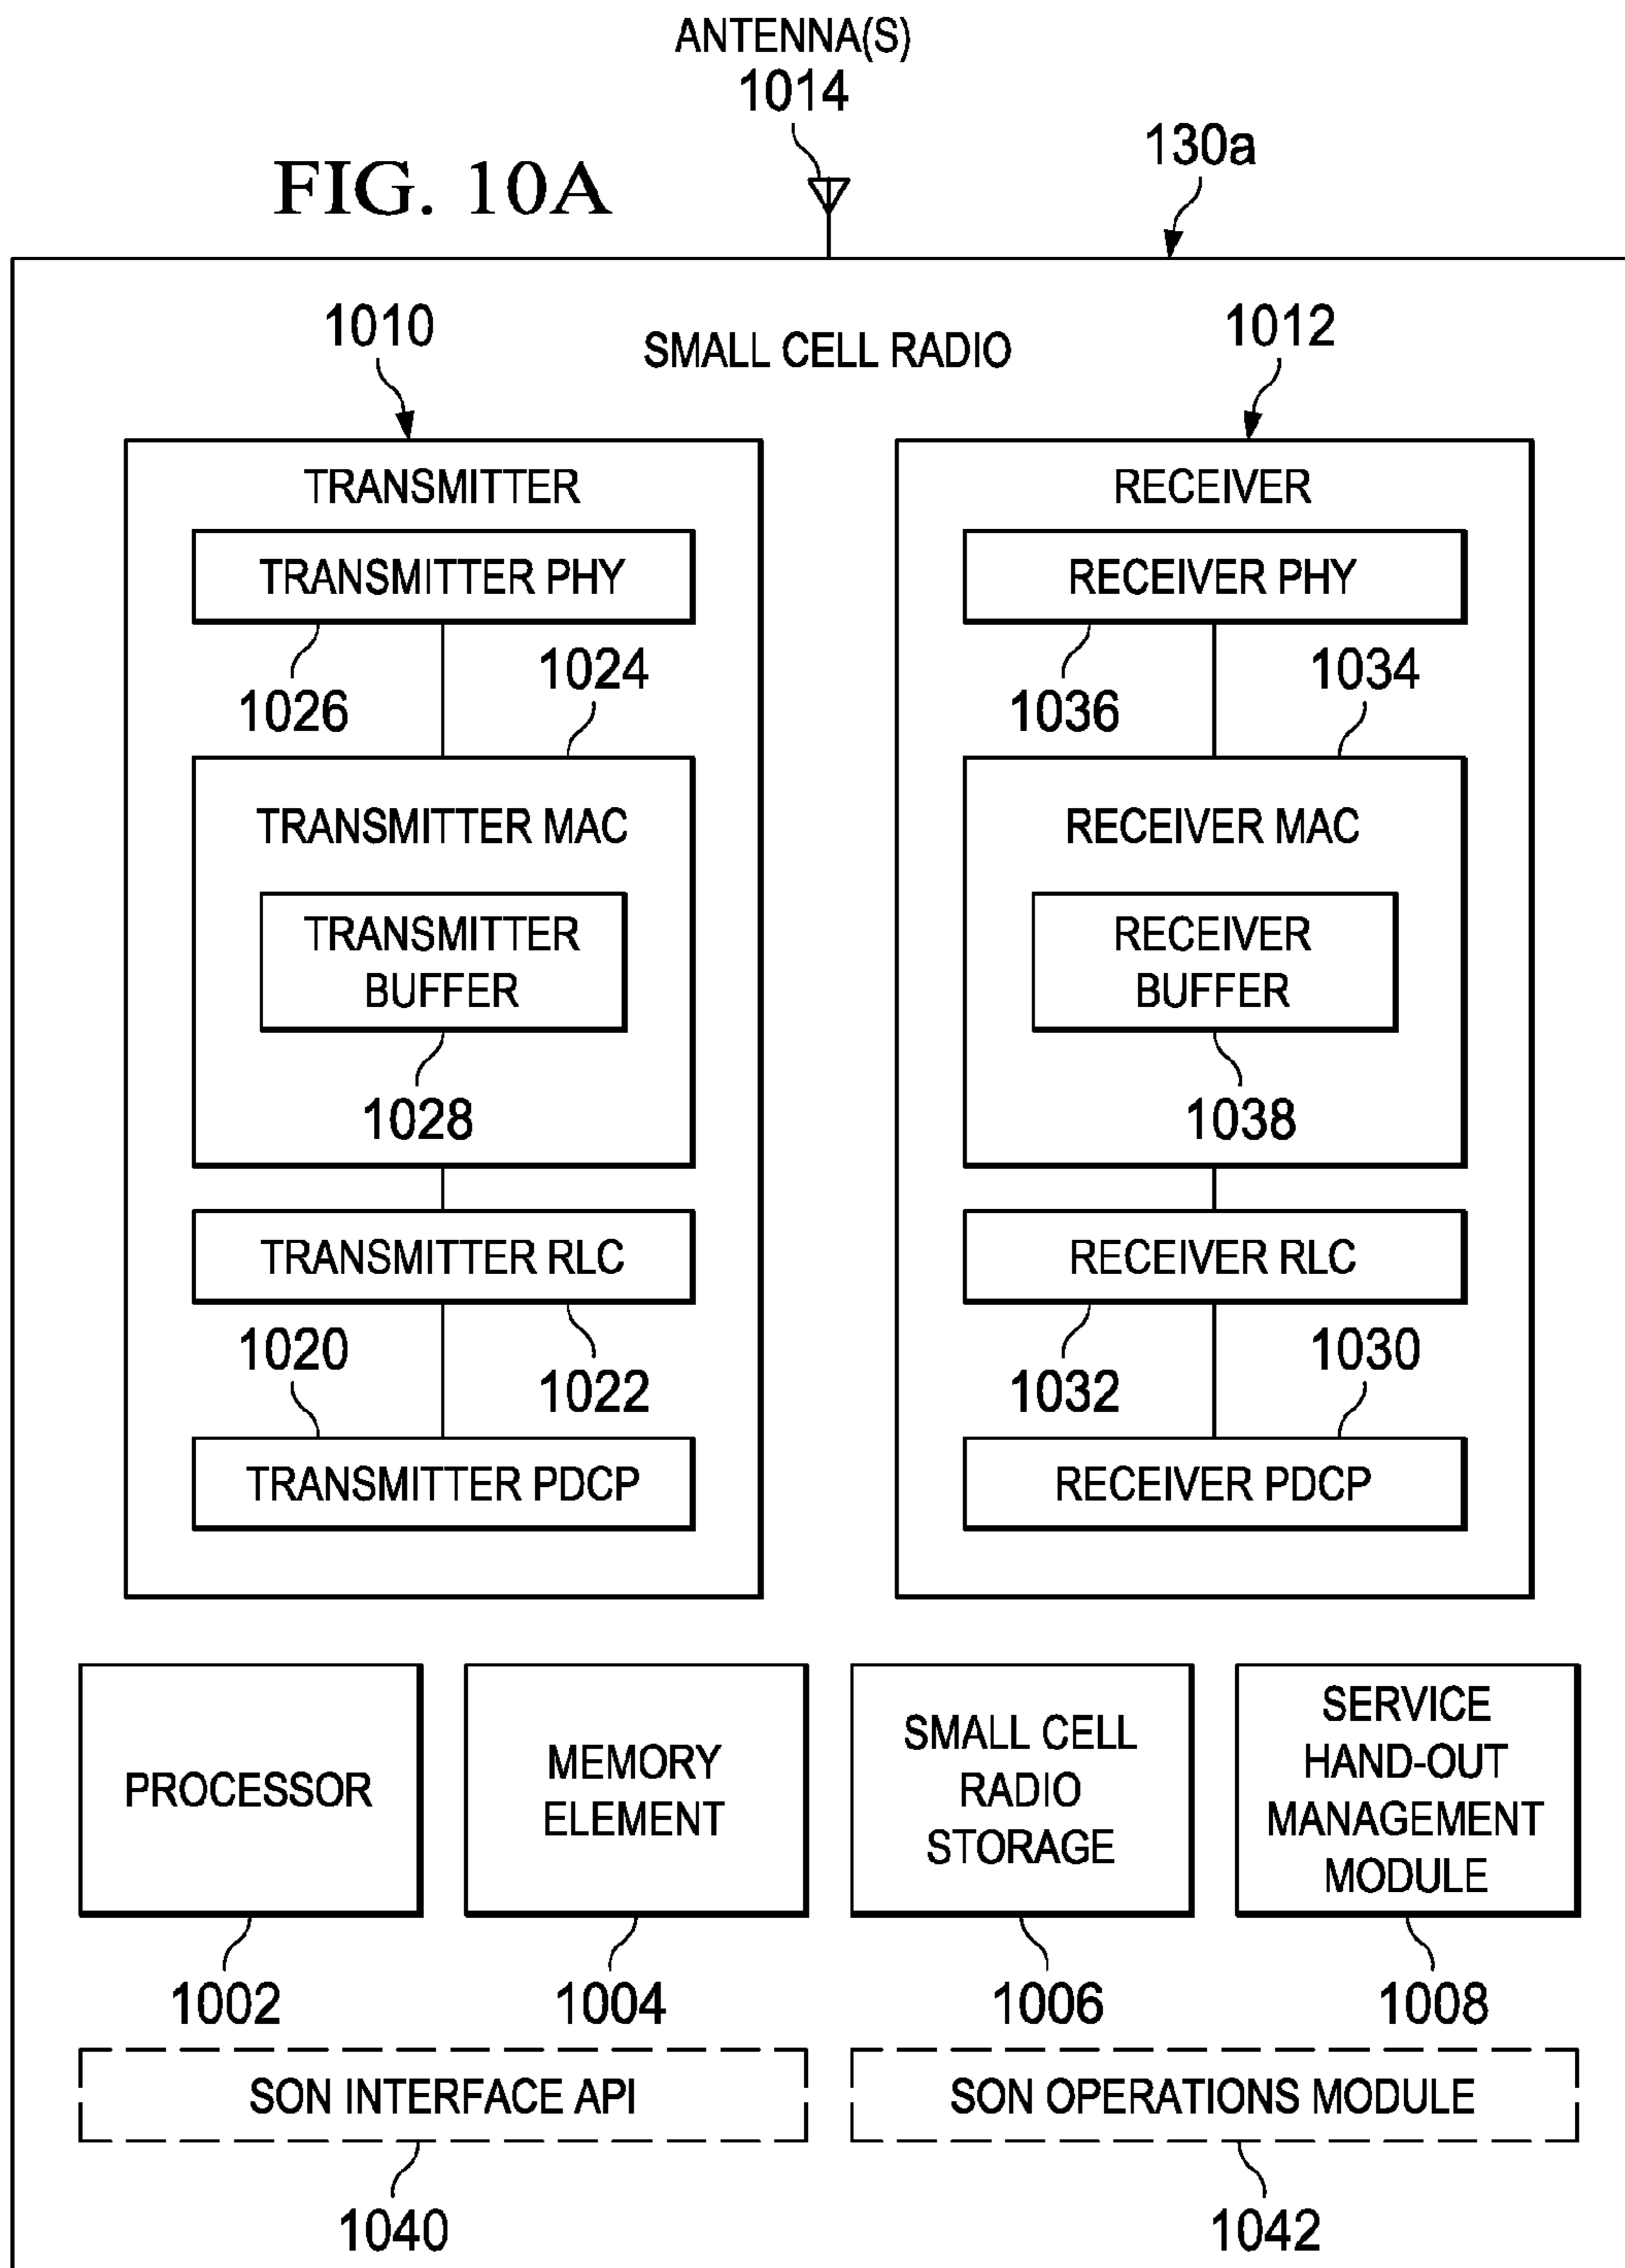 ANTENNA(S)
1014
130a
FIG. 10A
1010
SMALL CELL RADIO
1012
TRANSMITTER
TRANSMITTER PHY
1026
1024
TRANSMITTER MAC
TRANSMITTER
BUFFER
1028
TRANSMITTER RLC
1020
1022
TRANSMITTER PDCP
RECEIVER
RECEIVER PHY
1036
1034
RECEIVER MAC
RECEIVER
BUFFER
1038
RECEIVER RLC
1032
1030
RECEIVER PDCP
PROCESSOR
1002
MEMORY
ELEMENT
1004
SMALL CELL
RADIO
STORAGE
1006
SERVICE
HAND-OUT
MANAGEMENT
MODULE
1008
SON INTERFACE API
1040
SON OPERATIONS MODULE
1042